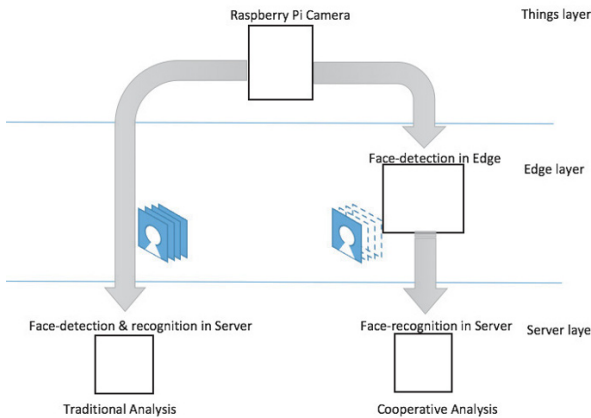 Raspberry Pi Camera
Things layer
Face-detection in Edge
Edge layer
Face-detection & recognition in Server
Face-recognition in Server
Server laye
Traditional Analysis
Cooperative Analysis